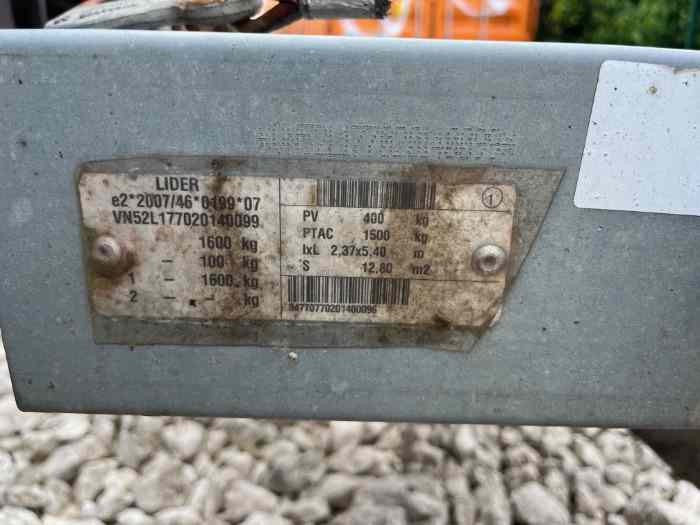 LIDER
e2*2007/46*0199*07
VN52L177020140099
1600 kg
- 100 kg
1 - 1600 kg
2 - - kg
1
PV 400 kg
PTAC 1500 kg
lxL 2,37x5,40 m
S 12,80 m2